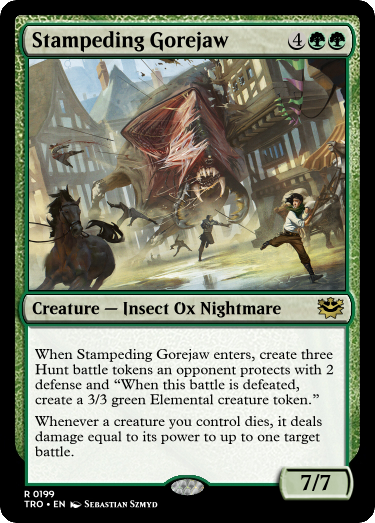 Stampeding Gorejaw 4
Creature — Insect Ox Nightmare
When Stampeding Gorejaw enters, create three
Hunt battle tokens an opponent protects with 2
defense and “When this battle is defeated,
create a 3/3 green Elemental creature token.”
Whenever a creature you control dies, it deals
damage equal to its power to up to one target
battle.
7/7
R 0199
TRO • EN Sebastian Szmyd